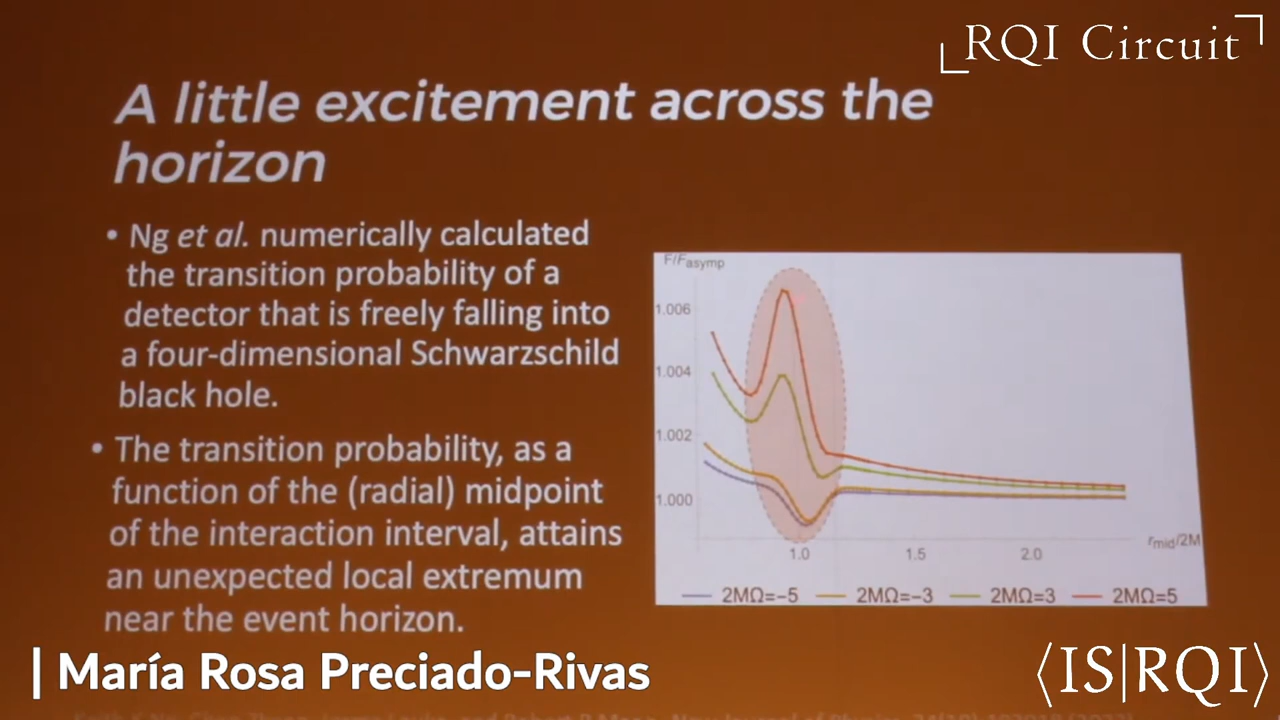 RQI Circuit
A little excitement across the
horizon
• Ng et al. numerically calculated
the transition probability of a
detector that is freely falling into
a four-dimensional Schwarzschild
black hole.
• The transition probability, as a
function of the (radial) midpoint
of the interaction interval, attains
an unexpected local extremum
near the event horizon.
F/Fasymp
1.006
1.004
1.002
1.000
1.0 1.5 2.0
rmid/2M
2MΩ=-5 2MΩ=-3 2MΩ=3 2MΩ=5
| María Rosa Preciado-Rivas
⟨IS|RQI⟩